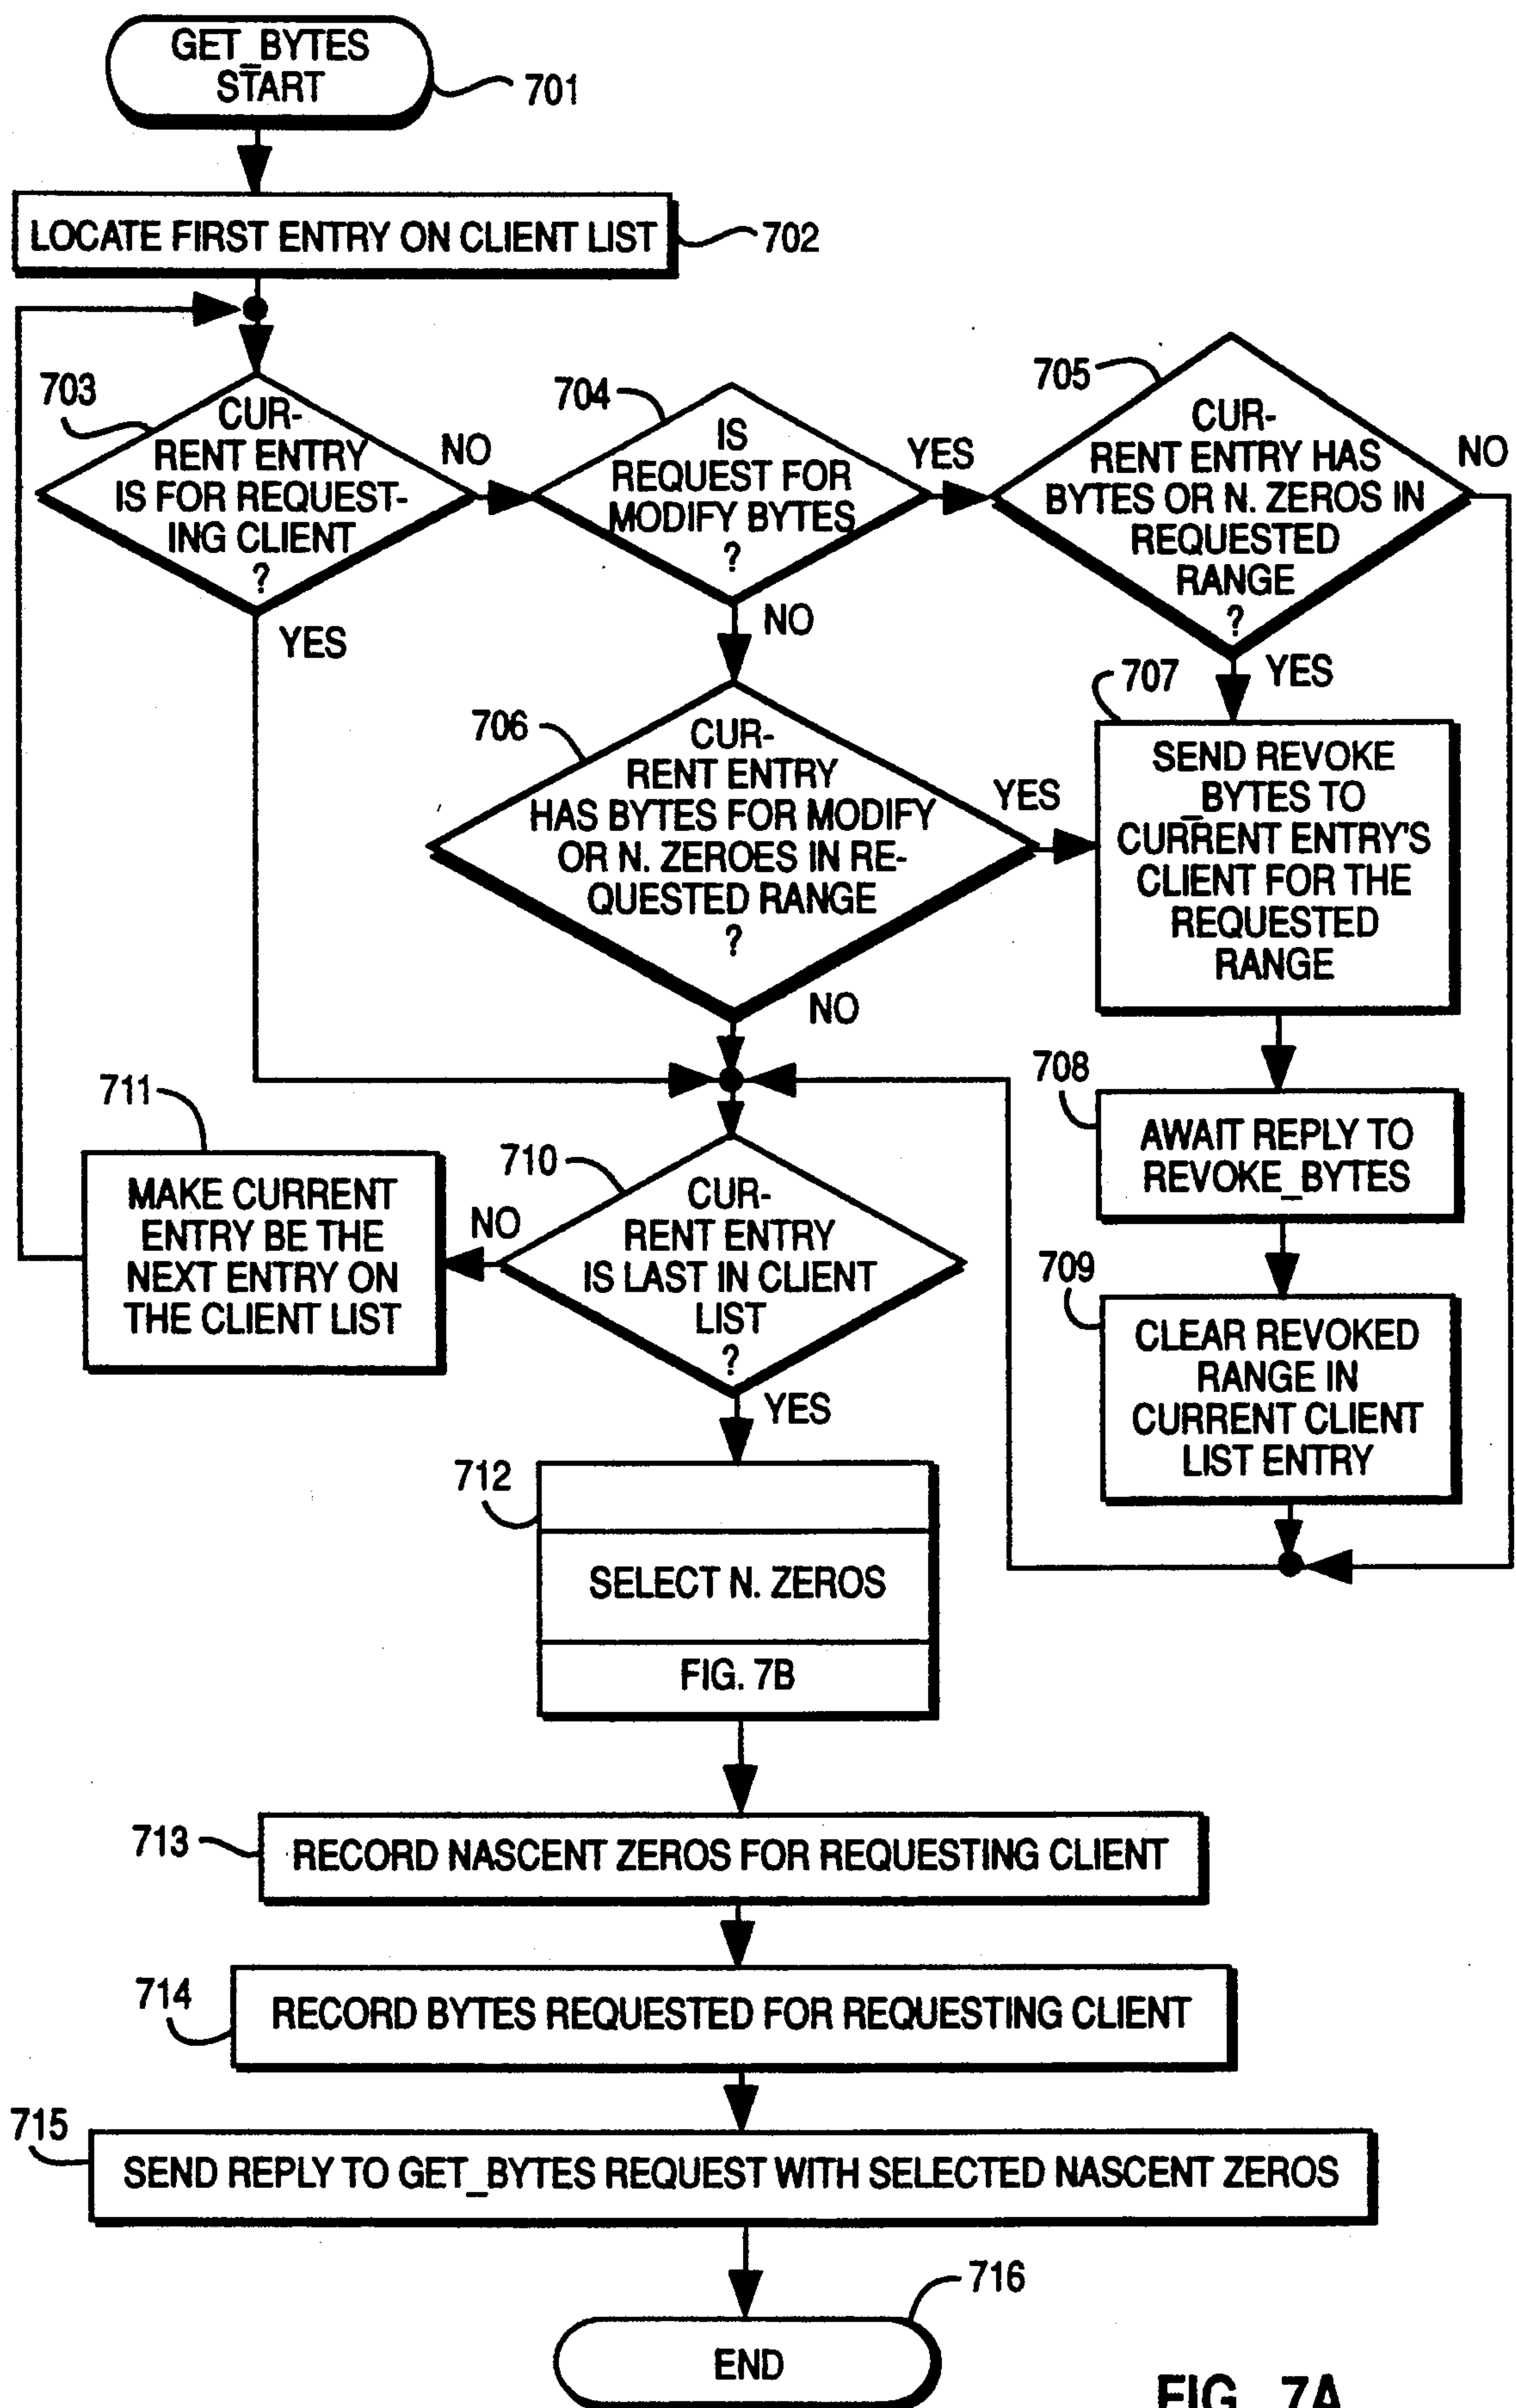 GET_BYTES
START
701
LOCATE FIRST ENTRY ON CLIENT LIST
702
703
CUR-
RENT ENTRY
IS FOR REQUEST-
ING CLIENT
?
NO
YES
704
IS
REQUEST FOR
MODIFY BYTES
?
YES
NO
705
CUR-
RENT ENTRY HAS
BYTES OR N. ZEROS IN
REQUESTED
RANGE
?
NO
YES
706
CUR-
RENT ENTRY
HAS BYTES FOR MODIFY
OR N. ZEROES IN RE-
QUESTED RANGE
?
YES
NO
707
SEND REVOKE
_BYTES TO
CURRENT ENTRY'S
CLIENT FOR THE
REQUESTED
RANGE
708
AWAIT REPLY TO
REVOKE_BYTES
709
CLEAR REVOKED
RANGE IN
CURRENT CLIENT
LIST ENTRY
710
CUR-
RENT ENTRY
IS LAST IN CLIENT
LIST
?
NO
YES
711
MAKE CURRENT
ENTRY BE THE
NEXT ENTRY ON
THE CLIENT LIST
712
SELECT N. ZEROS
FIG. 7B
713
RECORD NASCENT ZEROS FOR REQUESTING CLIENT
714
RECORD BYTES REQUESTED FOR REQUESTING CLIENT
715
SEND REPLY TO GET_BYTES REQUEST WITH SELECTED NASCENT ZEROS
716
END
FIG. 7A